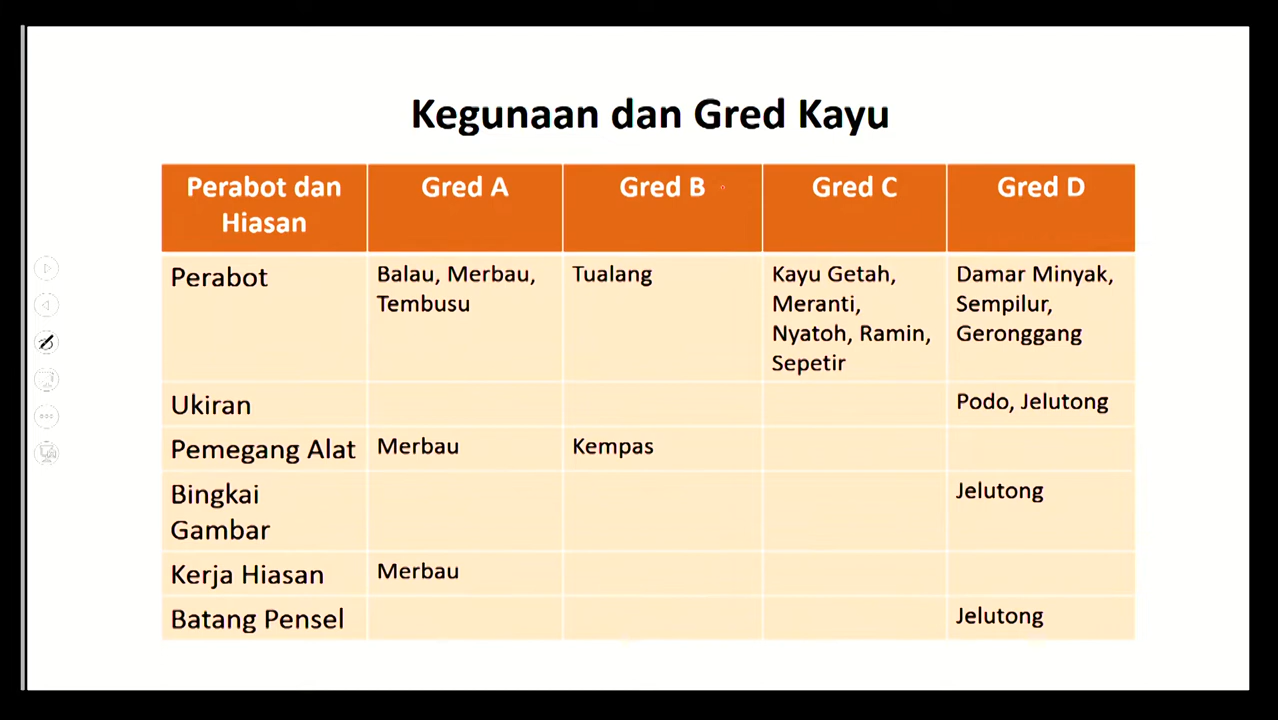 Kegunaan dan Gred Kayu
Perabot dan
Hiasan
Gred A
Gred B
Gred C
Gred D
Perabot
Balau, Merbau,
Tembusu
Tualang
Kayu Getah,
Meranti,
Nyatoh, Ramin,
Sepetir
Damar Minyak,
Sempilur,
Geronggang
Ukiran
Podo, Jelutong
Pemegang Alat
Merbau
Kempas
Bingkai
Gambar
Jelutong
Kerja Hiasan
Merbau
Batang Pensel
Jelutong